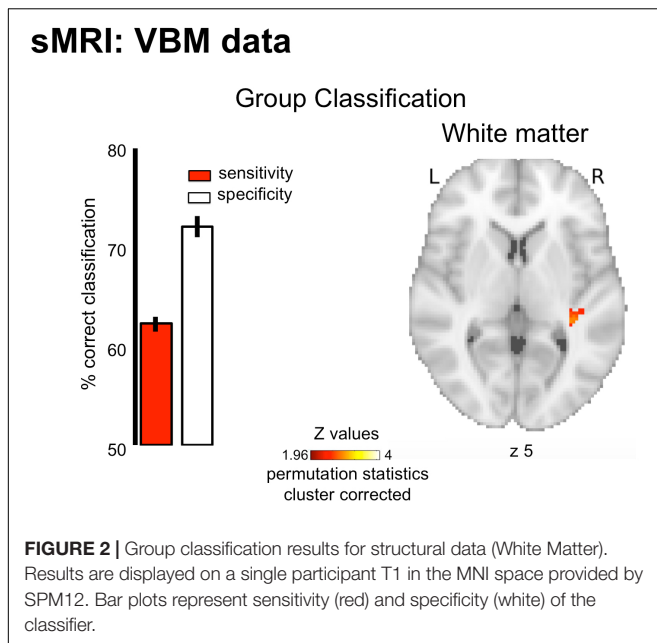 sMRI: VBM data
Group Classification
White matter
80
70
60
50
% correct classification
sensitivity
specificity
L
R
Z values
1.96
4
permutation statistics
cluster corrected
z 5
FIGURE 2 | Group classification results for structural data (White Matter).
Results are displayed on a single participant T1 in the MNI space provided by
SPM12. Bar plots represent sensitivity (red) and specificity (white) of the
classifier.